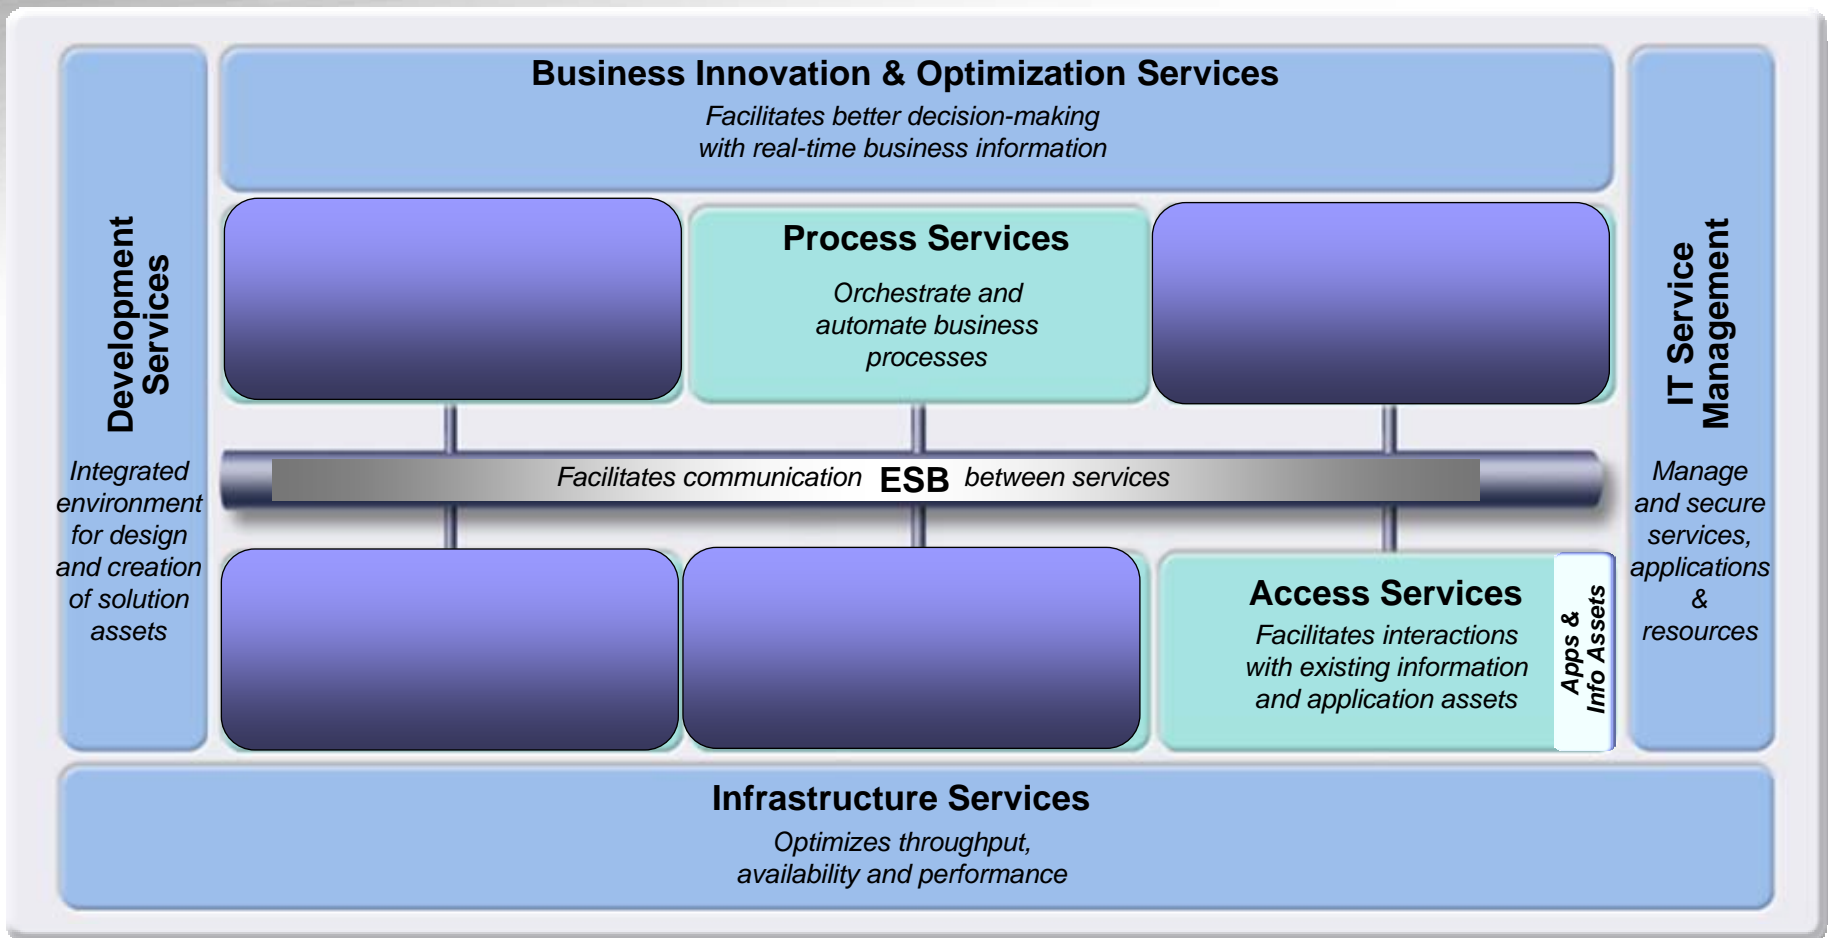 Business Innovation & Optimization Services
Facilitates better decision-making
with real-time business information
Development
Services
Integrated
environment
for design
and creation
of solution
assets
Process Services
Orchestrate and
automate business
processes
Facilitates communication ESB between services
Access Services
Facilitates interactions
with existing information
and application assets
Apps &
Info Assets
IT Service
Management
Manage
and secure
services,
applications
&
resources
Infrastructure Services
Optimizes throughput,
availability and performance